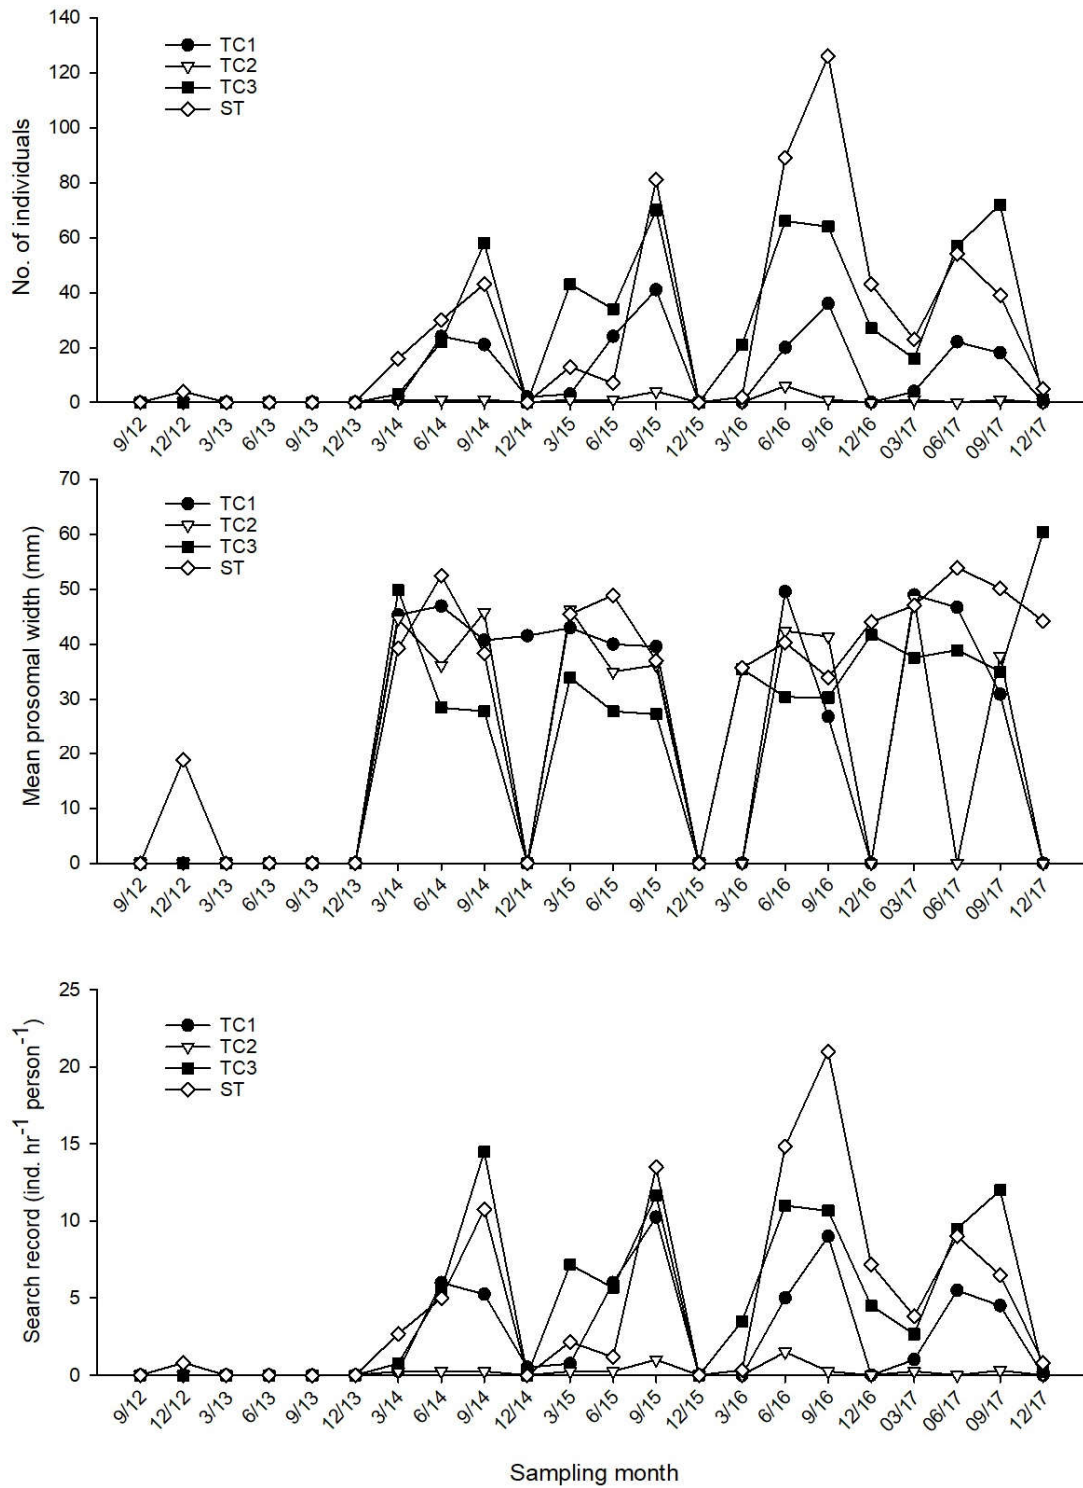 140
120
100
80
60
40
20
0
No. of individuals
TC1
TC2
TC3
ST
9/12 12/12 3/13 6/13 9/13 12/13 3/14 6/14 9/14 12/14 3/15 6/15 9/15 12/15 3/16 6/16 9/16 12/16 03/17 06/17 09/17 12/17
70
60
50
40
30
20
10
0
Mean prosomal width (mm)
TC1
TC2
TC3
ST
9/12 12/12 3/13 6/13 9/13 12/13 3/14 6/14 9/14 12/14 3/15 6/15 9/15 12/15 3/16 6/16 9/16 12/16 03/17 06/17 09/17 12/17
25
20
15
10
5
0
Search record (ind. hr⁻¹ person⁻¹)
TC1
TC2
TC3
ST
9/12 12/12 3/13 6/13 9/13 12/13 3/14 6/14 9/14 12/14 3/15 6/15 9/15 12/15 3/16 6/16 9/16 12/16 03/17 06/17 09/17 12/17
Sampling month